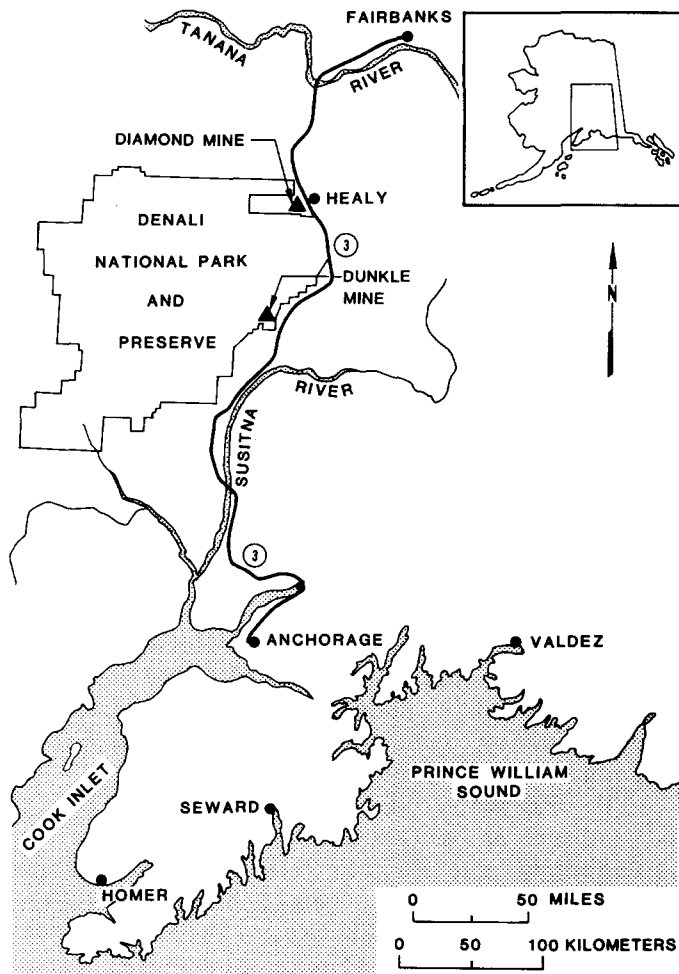 FAIRBANKS
TANANA
RIVER
DIAMOND MINE
HEALY
DENALI
NATIONAL PARK
AND
PRESERVE
3
DUNKLE
MINE
N
RIVER
SUSITNA
3
ANCHORAGE
VALDEZ
PRINCE WILLIAM
SOUND
COOK INLET
SEWARD
HOMER
0 50 MILES
0 50 100 KILOMETERS